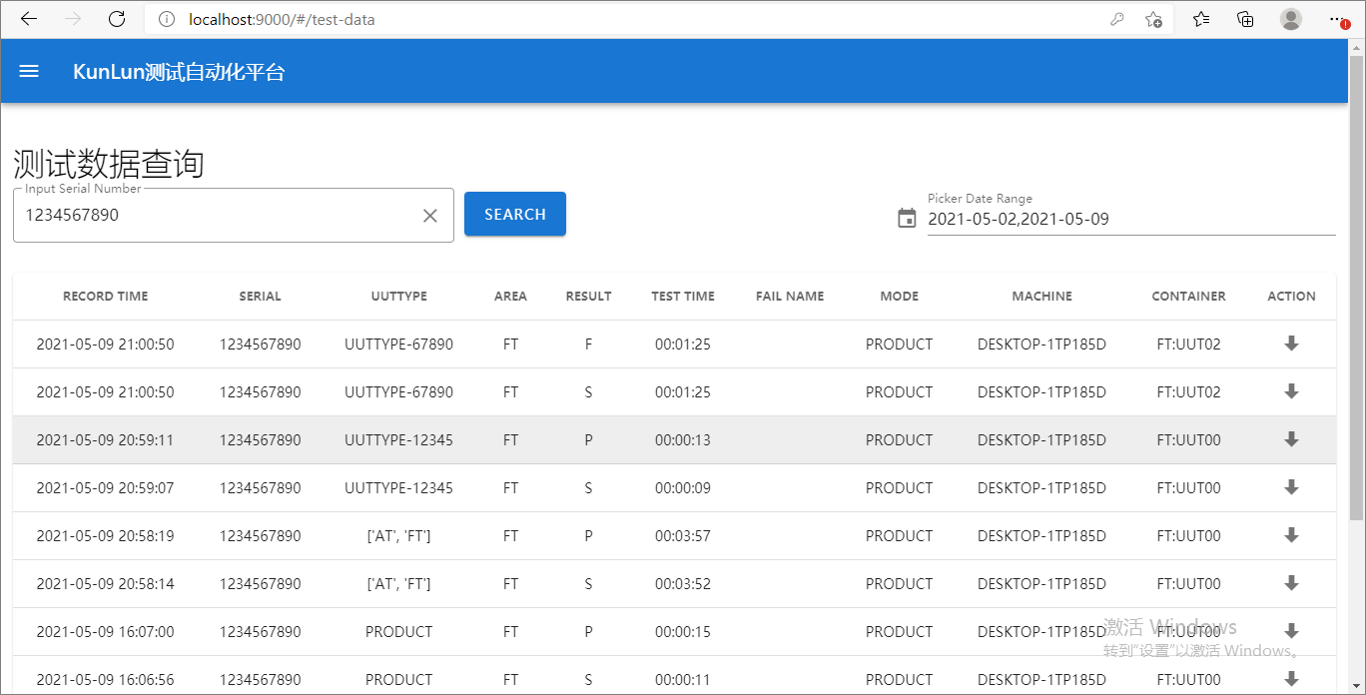 localhost:9000/#/test-data
KunLun测试自动化平台
测试数据查询
Input Serial Number
1234567890
SEARCH
Picker Date Range
2021-05-02,2021-05-09
RECORD TIME SERIAL UUTTYPE AREA RESULT TEST TIME FAIL NAME MODE MACHINE CONTAINER ACTION
2021-05-09 21:00:50 1234567890 UUTTYPE-67890 FT F 00:01:25 PRODUCT DESKTOP-1TP185D FT:UUT02
2021-05-09 21:00:50 1234567890 UUTTYPE-67890 FT S 00:01:25 PRODUCT DESKTOP-1TP185D FT:UUT02
2021-05-09 20:59:11 1234567890 UUTTYPE-12345 FT P 00:00:13 PRODUCT DESKTOP-1TP185D FT:UUT00
2021-05-09 20:59:07 1234567890 UUTTYPE-12345 FT S 00:00:09 PRODUCT DESKTOP-1TP185D FT:UUT00
2021-05-09 20:58:19 1234567890 ['AT', 'FT'] FT P 00:03:57 PRODUCT DESKTOP-1TP185D FT:UUT00
2021-05-09 20:58:14 1234567890 ['AT', 'FT'] FT S 00:03:52 PRODUCT DESKTOP-1TP185D FT:UUT00
2021-05-09 16:07:00 1234567890 PRODUCT FT P 00:00:15 PRODUCT DESKTOP-1TP185D FT:UUT00
激活 Windows
转到“设置”以激活 Windows。
2021-05-09 16:06:56 1234567890 PRODUCT FT S 00:00:11 PRODUCT DESKTOP-1TP185D FT:UUT00